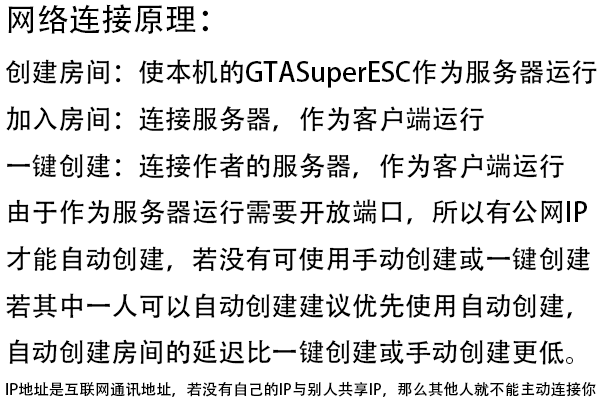 网络连接原理：
创建房间：使本机的GTASuperESC作为服务器运行
加入房间：连接服务器，作为客户端运行
一键创建：连接作者的服务器，作为客户端运行
由于作为服务器运行需要开放端口，所以有公网IP
才能自动创建，若没有可使用手动创建或一键创建
若其中一人可以自动创建建议优先使用自动创建，
自动创建房间的延迟比一键创建或手动创建更低。
IP地址是互联网通讯地址，若没有自己的IP与别人共享IP，那么其他人就不能主动连接你